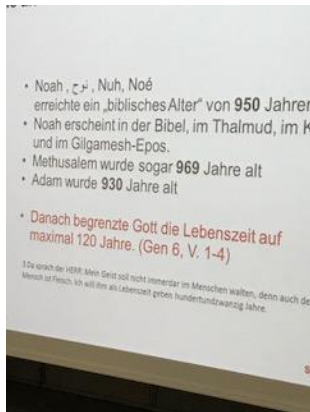 • Noah , نوح , Nuh, Noé
erreichte ein „biblisches Alter" von 950 Jahren
• Noah erscheint in der Bibel, im Thalmud, im K
und im Gilgamesh-Epos.
• Methusalem wurde sogar 969 Jahre alt
• Adam wurde 930 Jahre alt
• Danach begrenzte Gott die Lebenszeit auf
maximal 120 Jahre. (Gen 6, V. 1-4)
3 Da sprach der HERR: Mein Geist soll nicht immerdar im Menschen walten, denn auch de
Mensch ist Fleisch. Ich will ihm als Lebenszeit geben hundertundzwanzig Jahre.